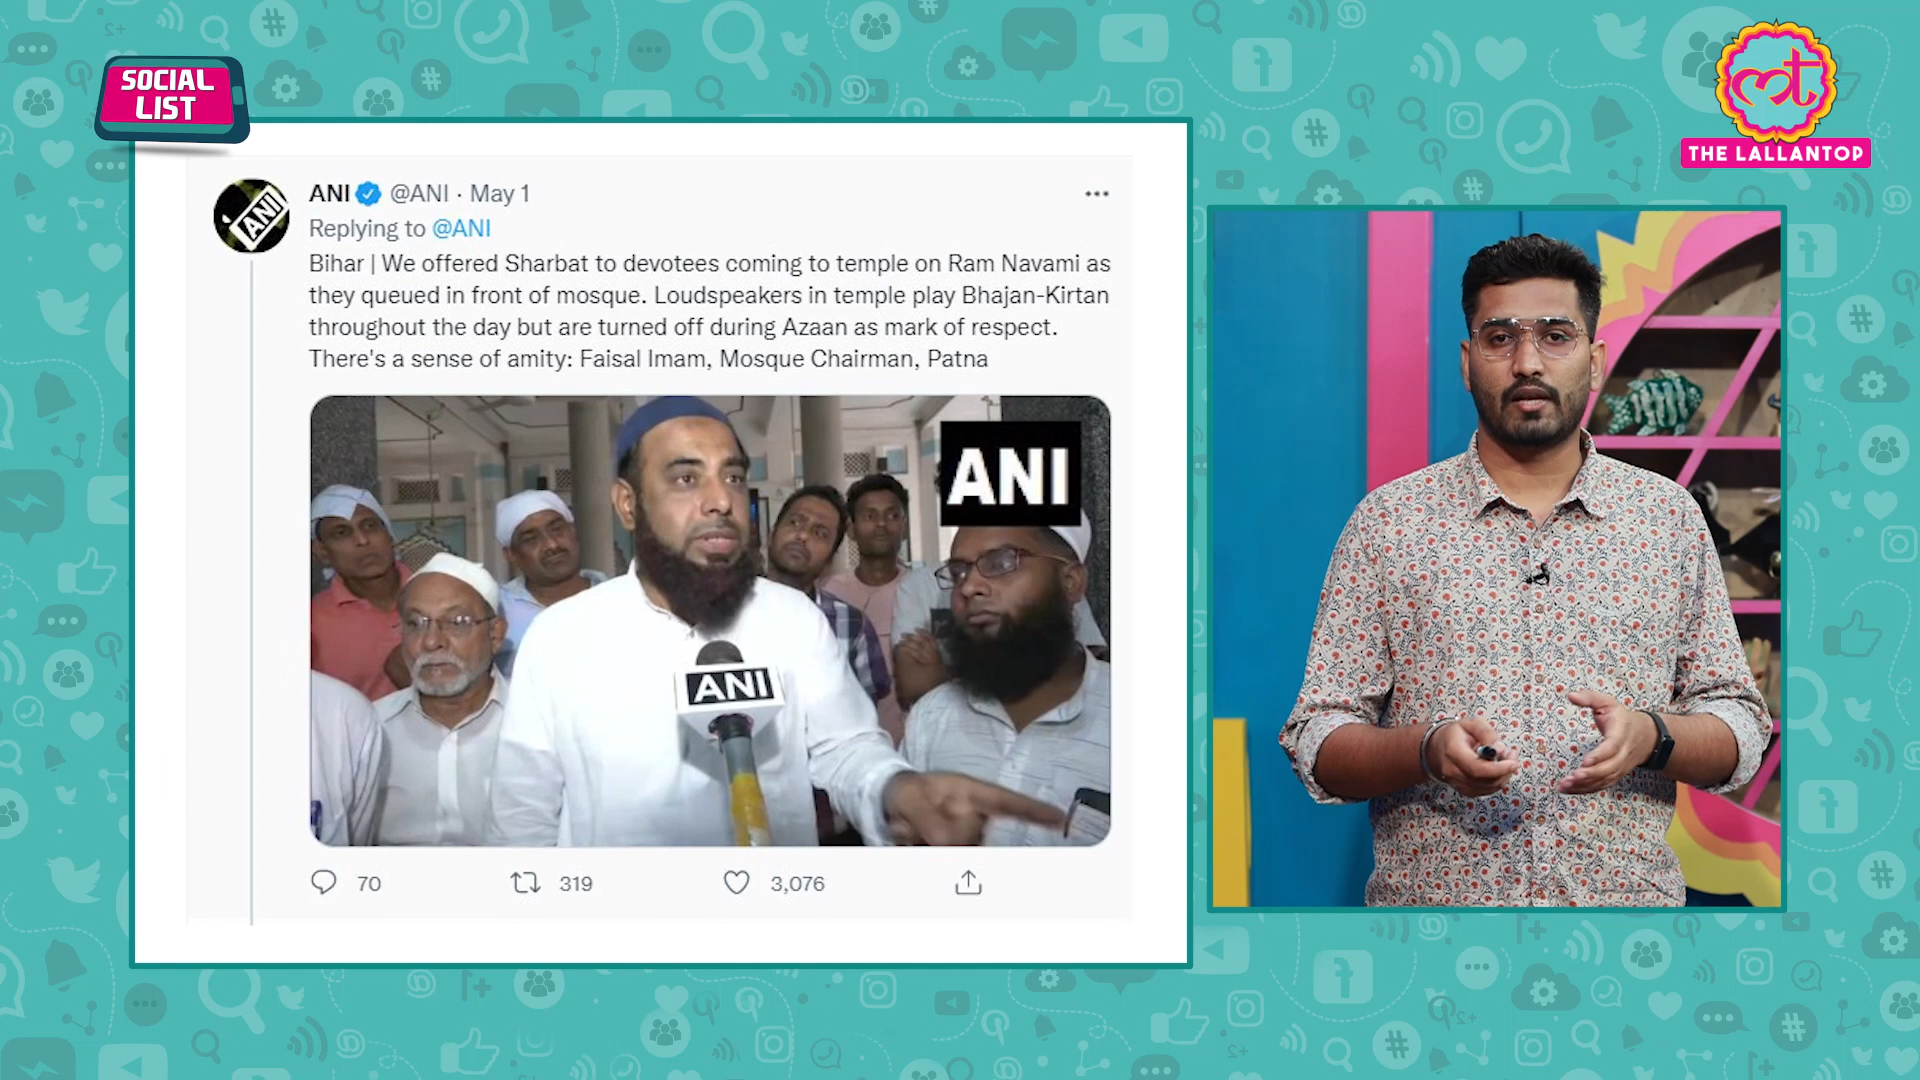 SOCIAL
LIST
मत
THE LALLANTOP
ANI @ANI · May 1
Replying to @ANI
Bihar | We offered Sharbat to devotees coming to temple on Ram Navami as
they queued in front of mosque. Loudspeakers in temple play Bhajan-Kirtan
throughout the day but are turned off during Azaan as mark of respect.
There's a sense of amity: Faisal Imam, Mosque Chairman, Patna
ANI
ANI
ANI
70 319 3,076